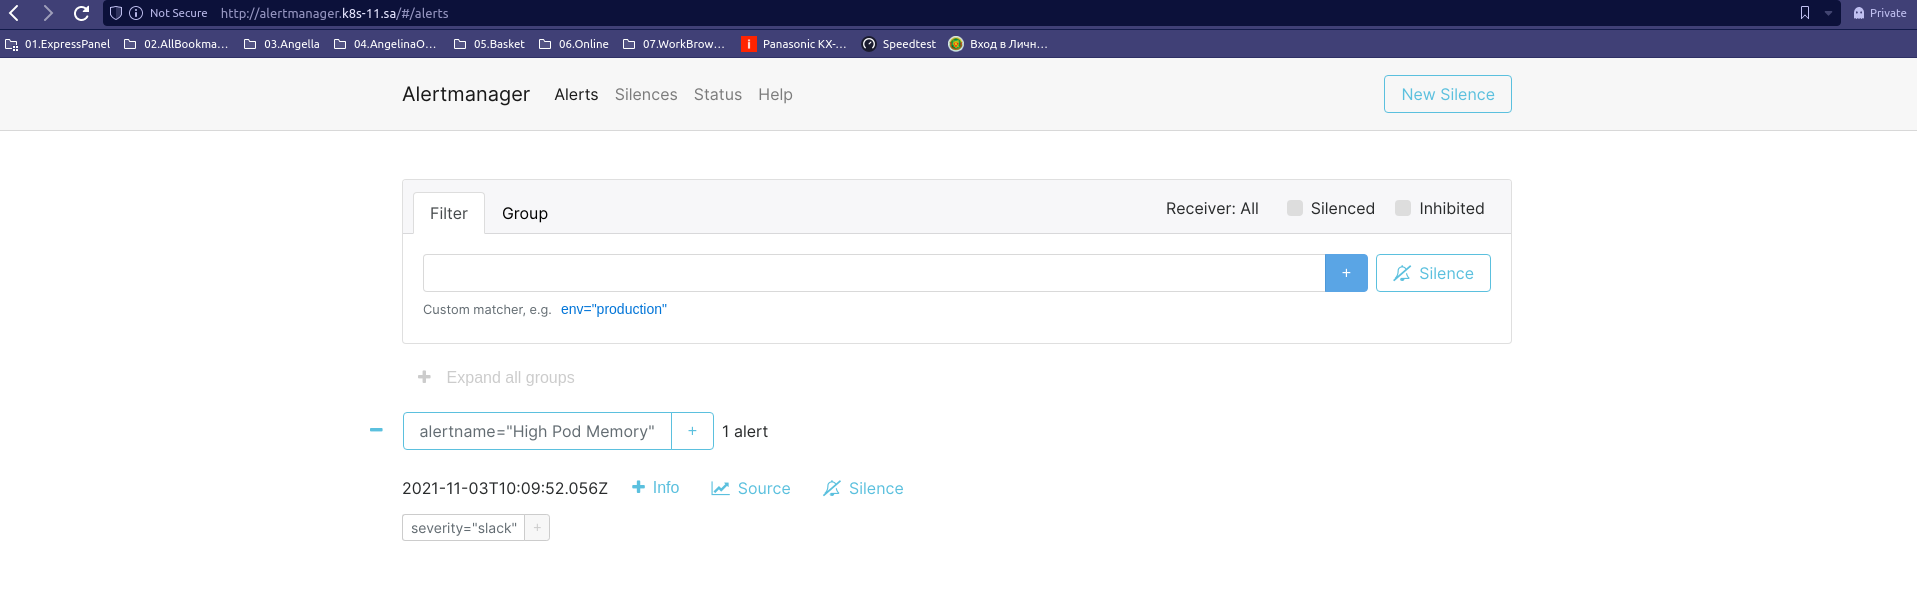 Not Secure http://alertmanager.k8s-11.sa/#/alerts Private
01.ExpressPanel 02.AllBookma... 03.Angella 04.AngelinaO... 05.Basket 06.Online 07.WorkBrow... Panasonic KX-... Speedtest Вход в Личн...
Alertmanager Alerts Silences Status Help New Silence
Filter Group Receiver: All Silenced Inhibited
+ Silence
Custom matcher, e.g. env="production"
+ Expand all groups
alertname="High Pod Memory" + 1 alert
2021-11-03T10:09:52.056Z + Info Source Silence
severity="slack" +